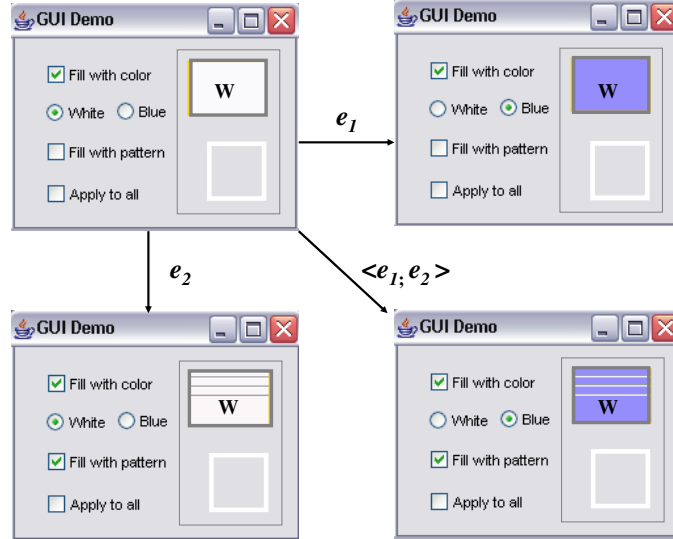 GUI Demo
Fill with color
White Blue
Fill with pattern
Apply to all
W
e1
GUI Demo
Fill with color
White Blue
Fill with pattern
Apply to all
W
e2
<e1; e2 >
GUI Demo
Fill with color
White Blue
Fill with pattern
Apply to all
W
GUI Demo
Fill with color
White Blue
Fill with pattern
Apply to all
W